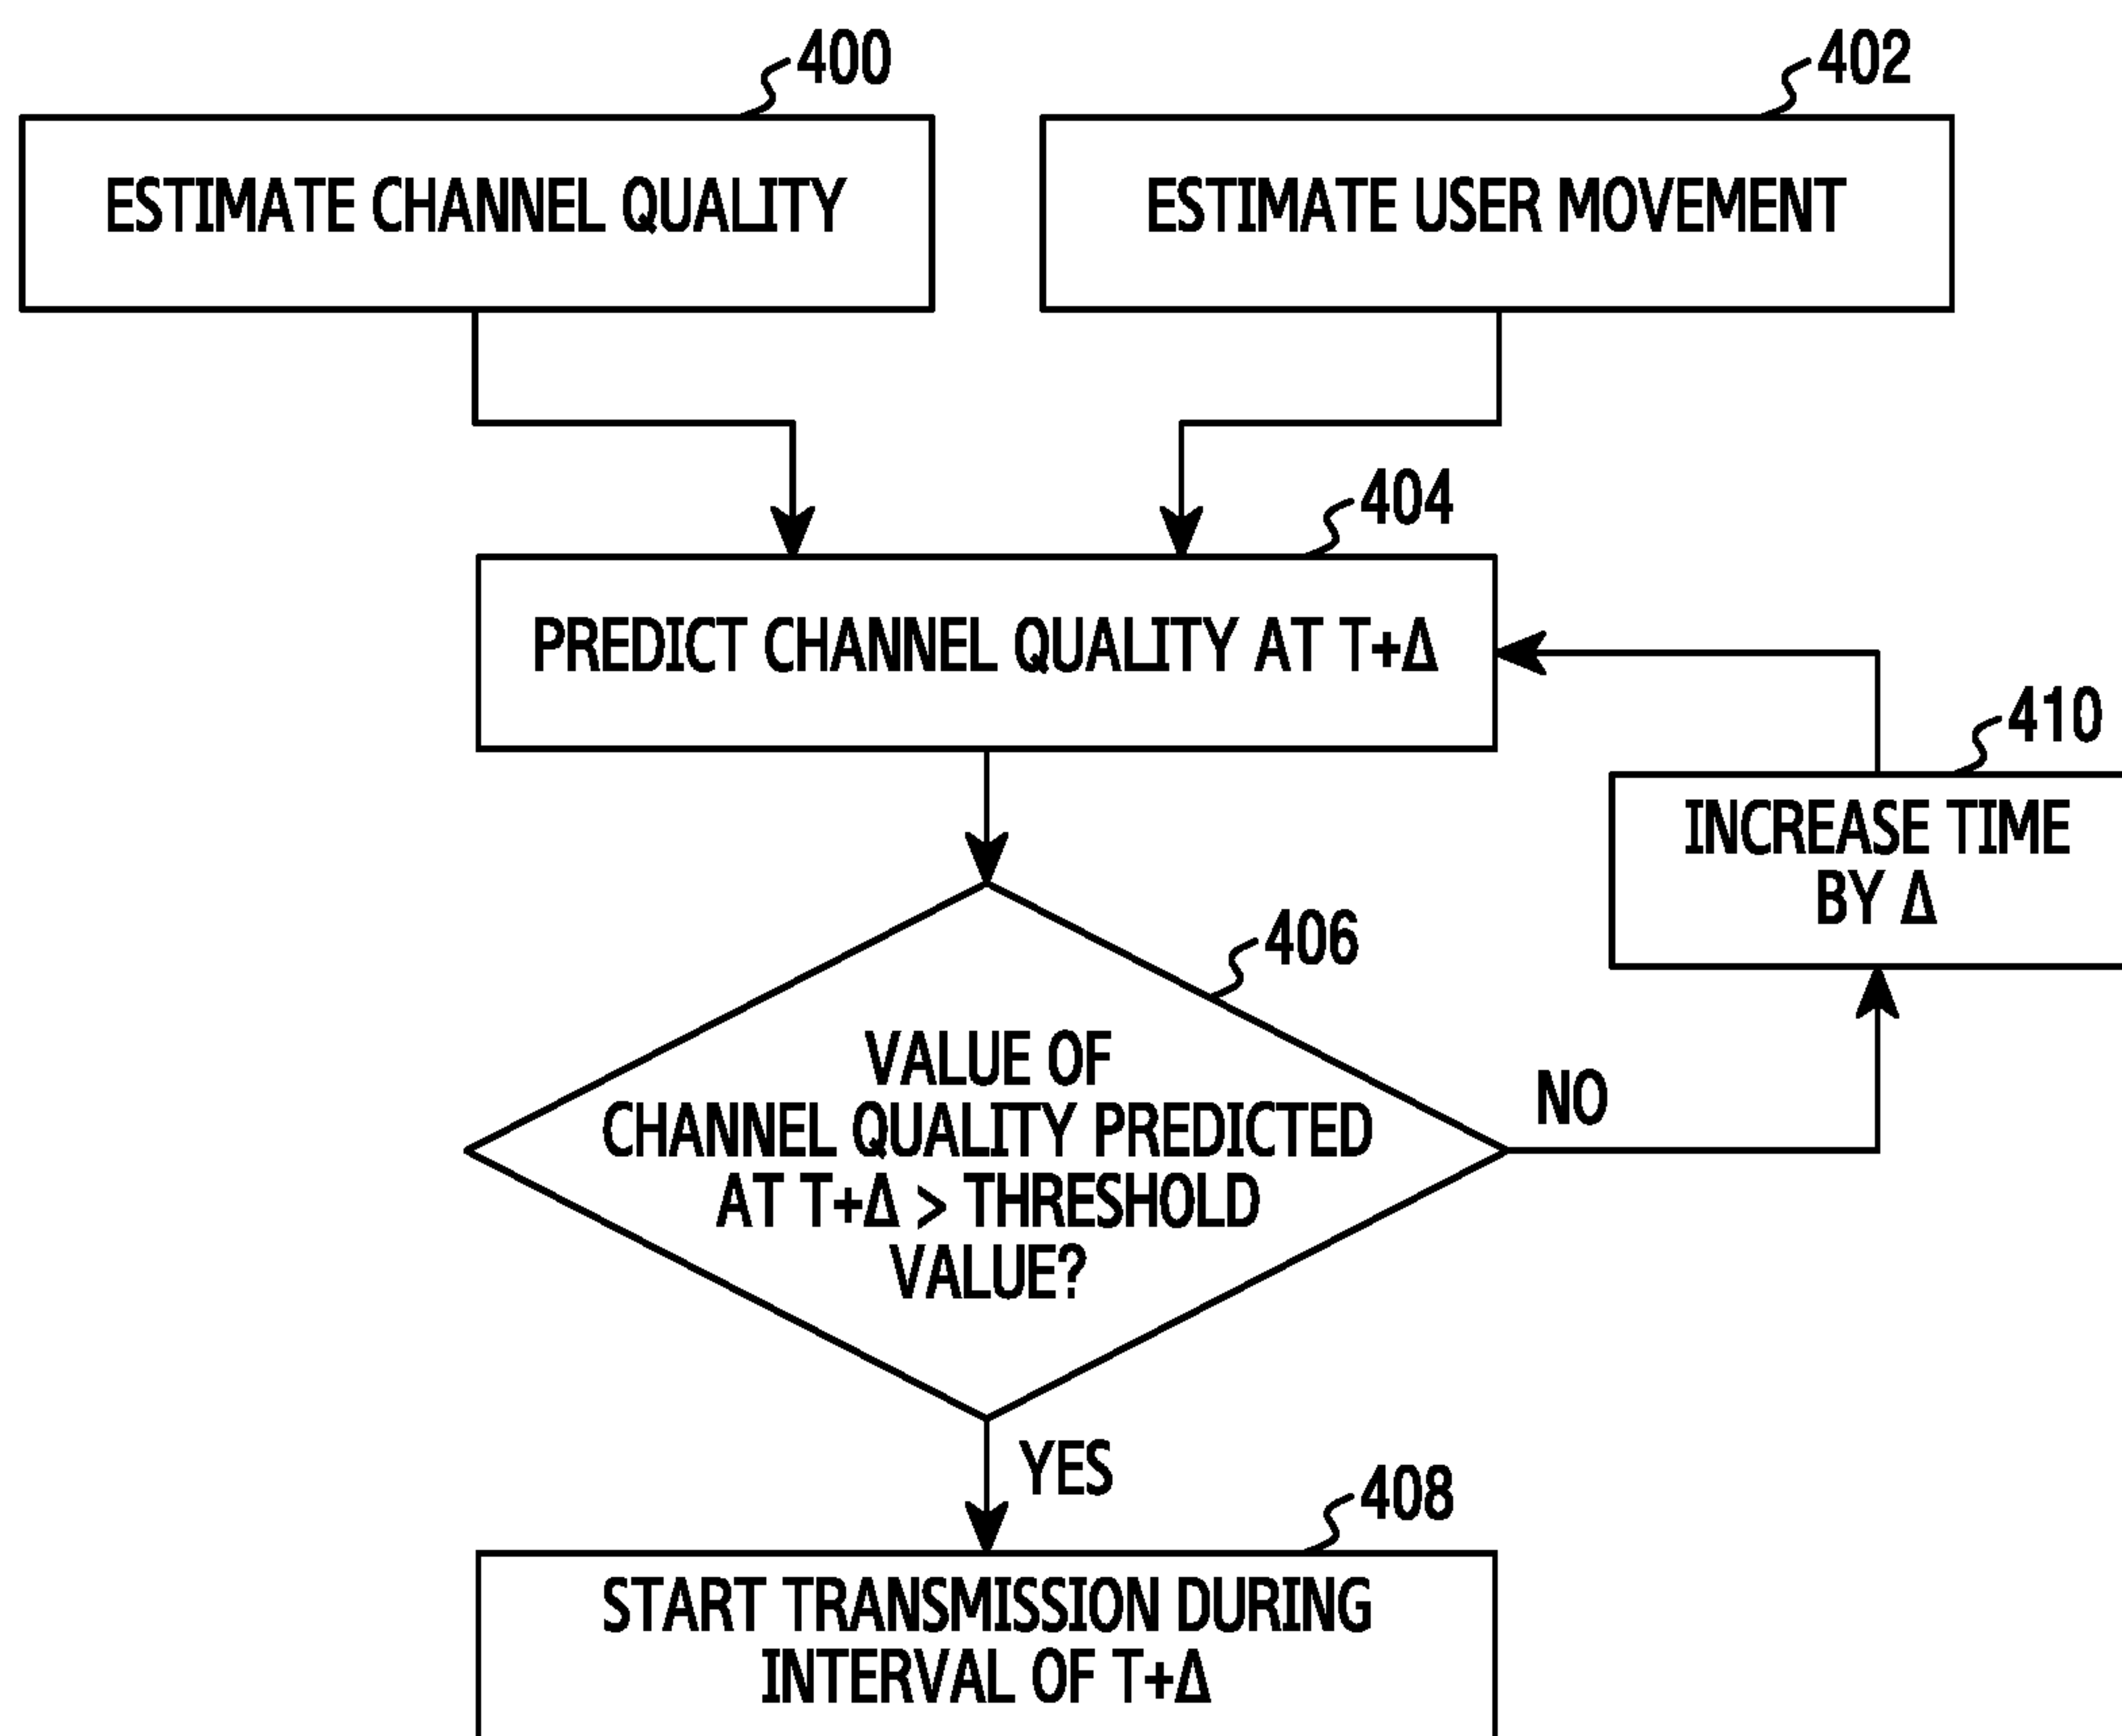 400
402
ESTIMATE CHANNEL QUALITY
ESTIMATE USER MOVEMENT
404
PREDICT CHANNEL QUALITY AT T+Δ
410
INCREASE TIME
BY Δ
406
VALUE OF
CHANNEL QUALITY PREDICTED
AT T+Δ > THRESHOLD
VALUE?
NO
YES
408
START TRANSMISSION DURING
INTERVAL OF T+Δ